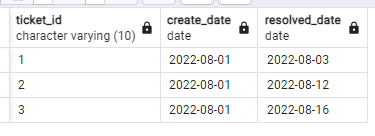 ticket_id create_date resolved_date
character varying (10) date date
1 2022-08-01 2022-08-03
2 2022-08-01 2022-08-12
3 2022-08-01 2022-08-16